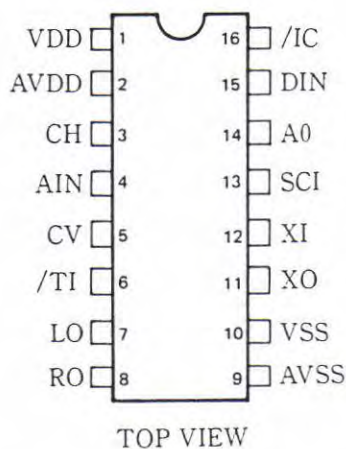 VDD 1 16 /IC
AVDD 2 15 DIN
CH 3 14 A0
AIN 4 13 SCI
CV 5 12 XI
/TI 6 11 XO
LO 7 10 VSS
RO 8 9 AVSS
TOP VIEW